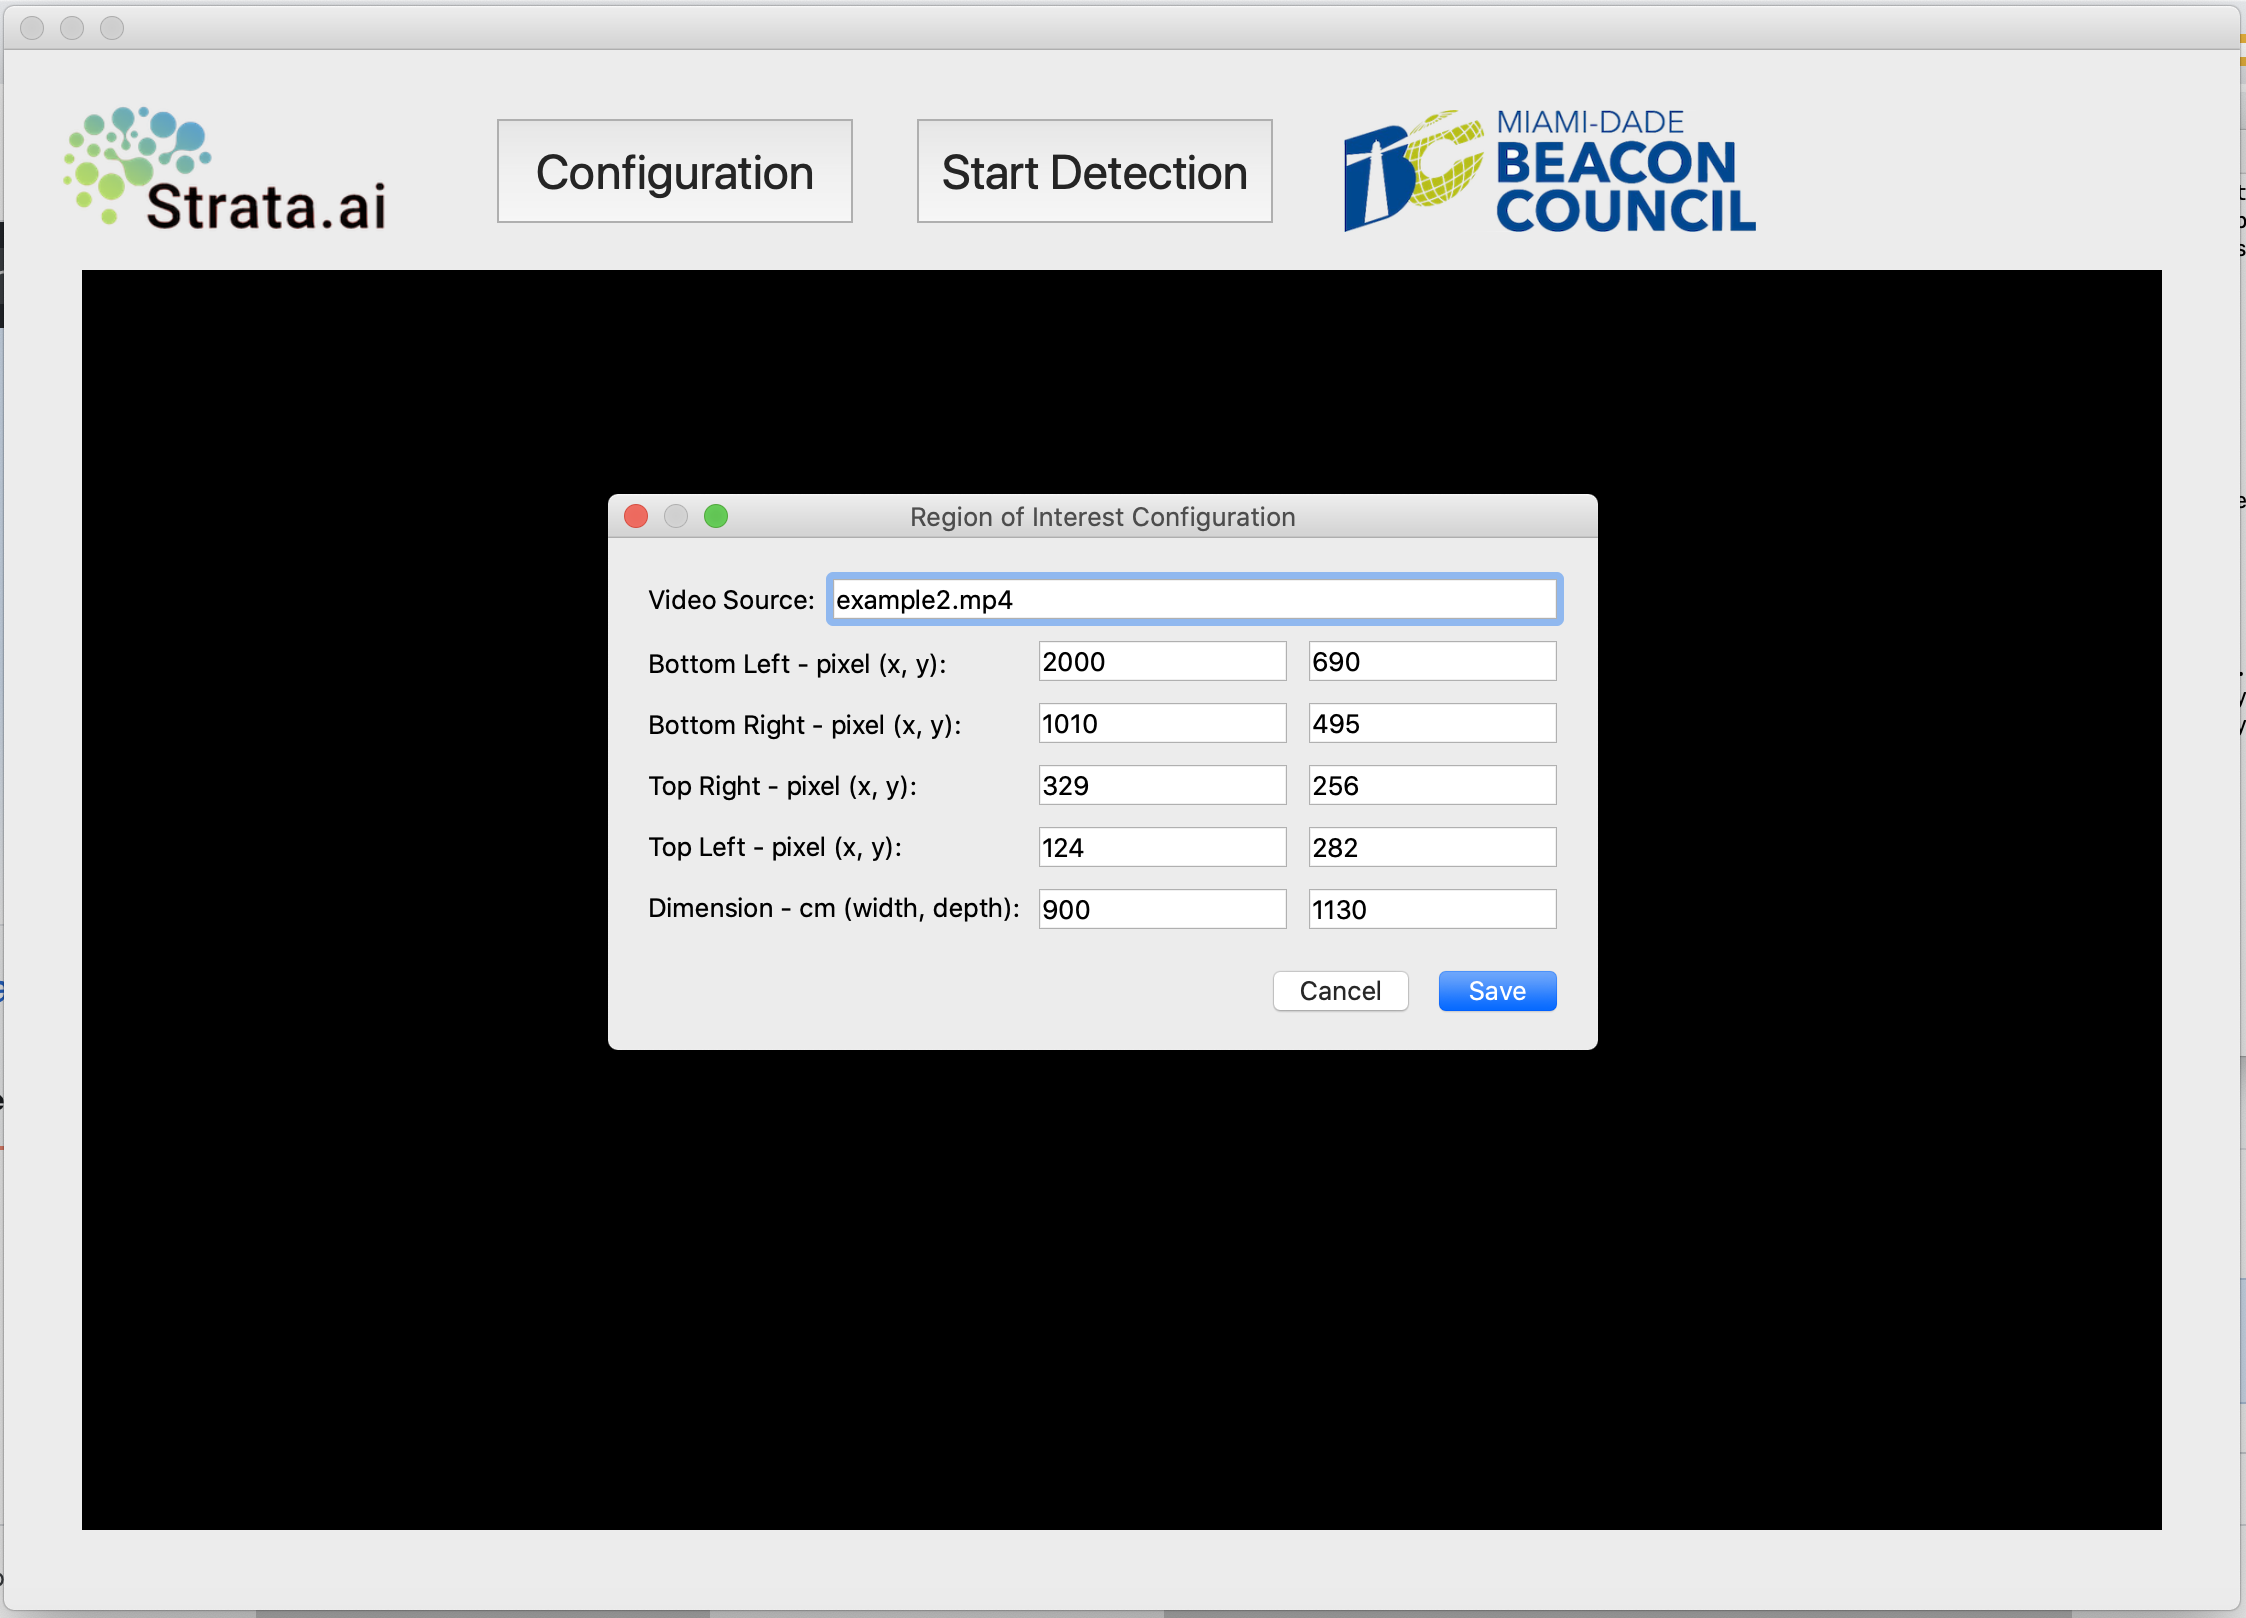 Strata.ai
Configuration
Start Detection
MIAMI-DADE
BEACON
COUNCIL
Region of Interest Configuration
Video Source: example2.mp4
Bottom Left - pixel (x, y): 2000 690
Bottom Right - pixel (x, y): 1010 495
Top Right - pixel (x, y): 329 256
Top Left - pixel (x, y): 124 282
Dimension - cm (width, depth): 900 1130
Cancel Save